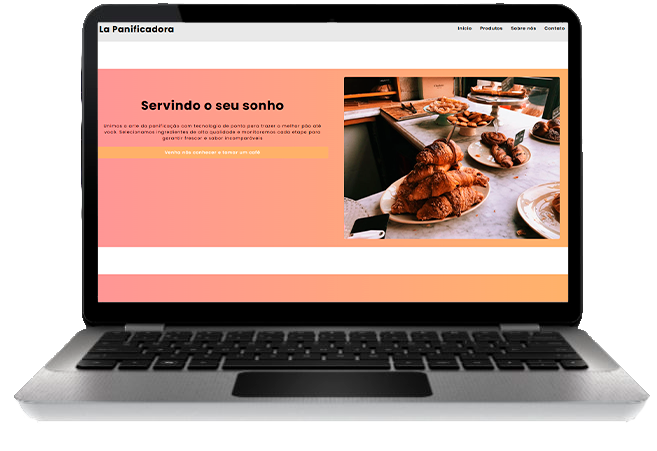 La Panificadora
Início Produtos Sobre nós Contato
Servindo o seu sonho
Unimos a arte da panificação com tecnologia de ponta para trazer o melhor pão até
você. Selecionamos ingredientes de alta qualidade e monitoramos cada etapa para
garantir frescor e sabor incomparáveis
Venha nós conhecer e tomar um café